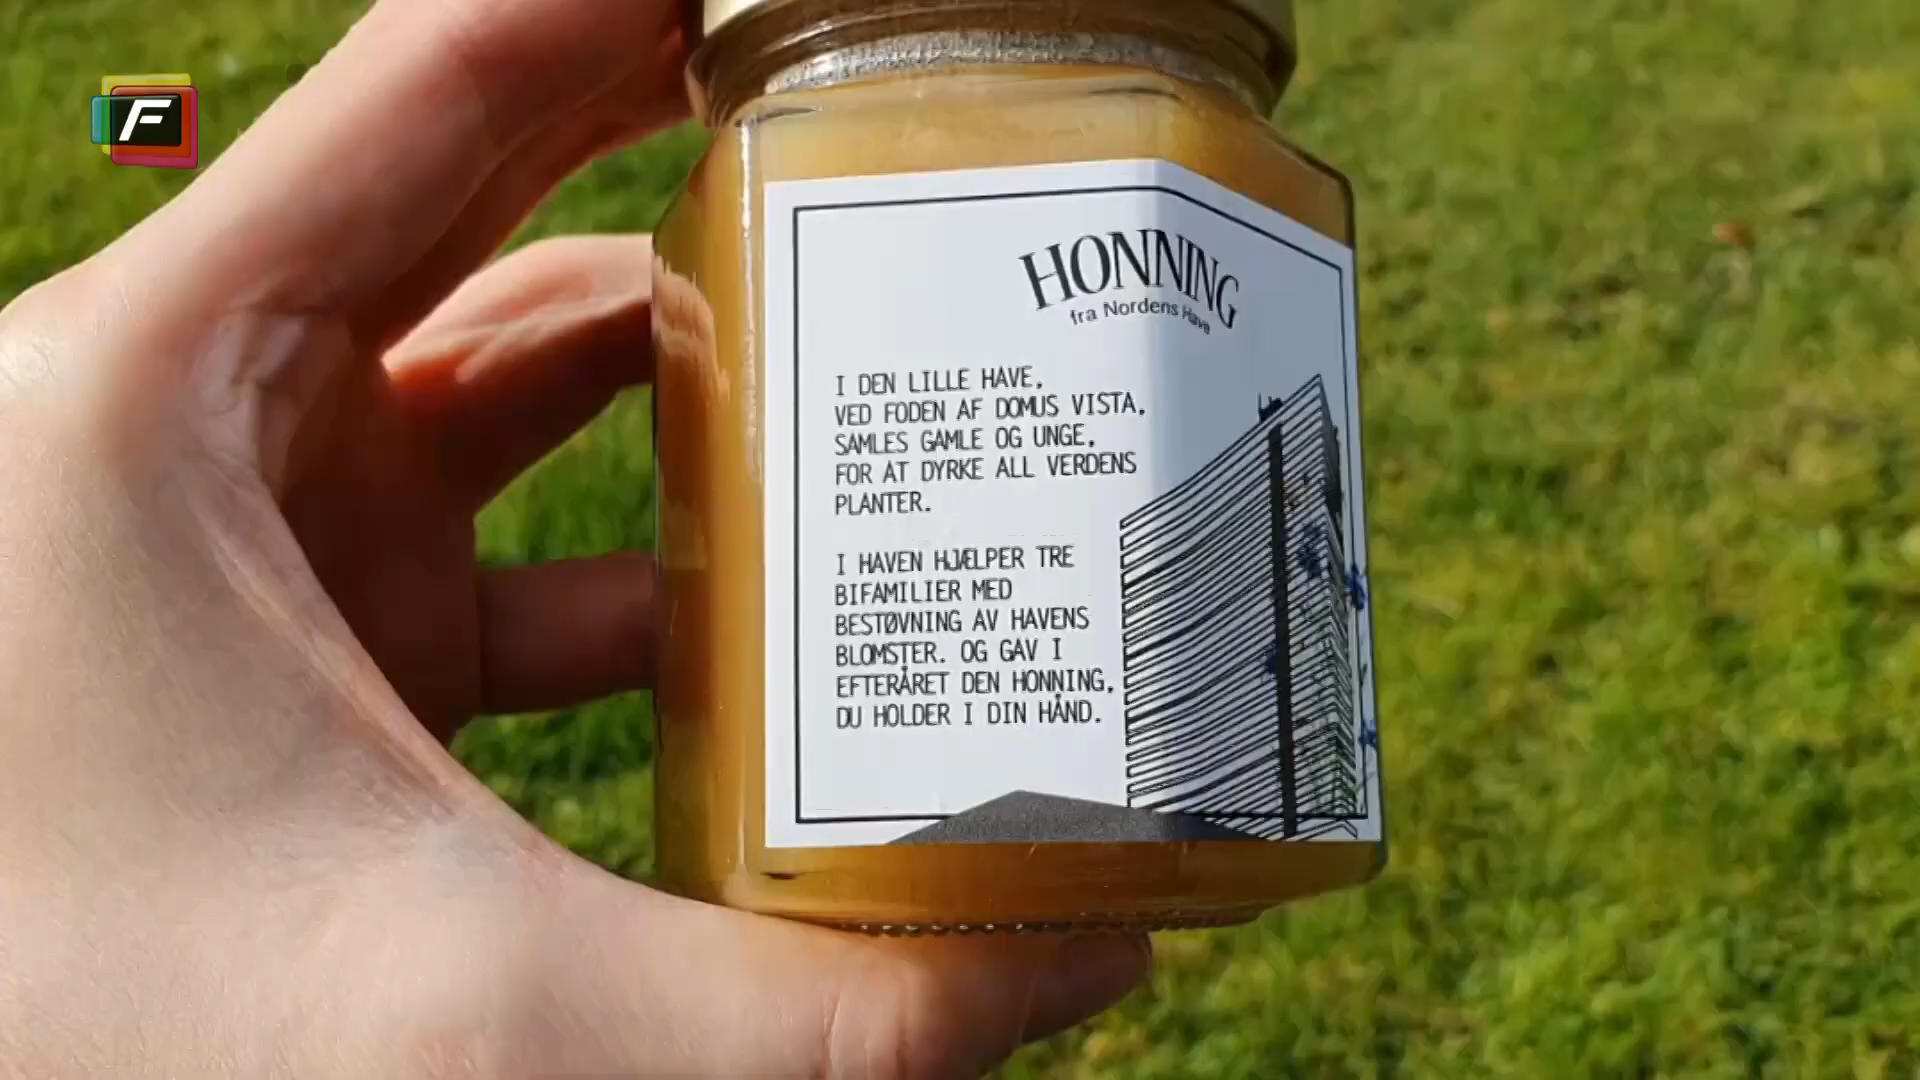 F
HONNING
fra Nordens Have
I DEN LILLE HAVE,
VED FODEN AF DOMUS VISTA,
SAMLES GAMLE OG UNGE,
FOR AT DYRKE ALL VERDENS
PLANTER.
I HAVEN HJÆLPER TRE
BIFAMILIER MED
BESTØVNING AV HAVENS
BLOMSTER. OG GAV I
EFTERÅRET DEN HONNING,
DU HOLDER I DIN HÅND.